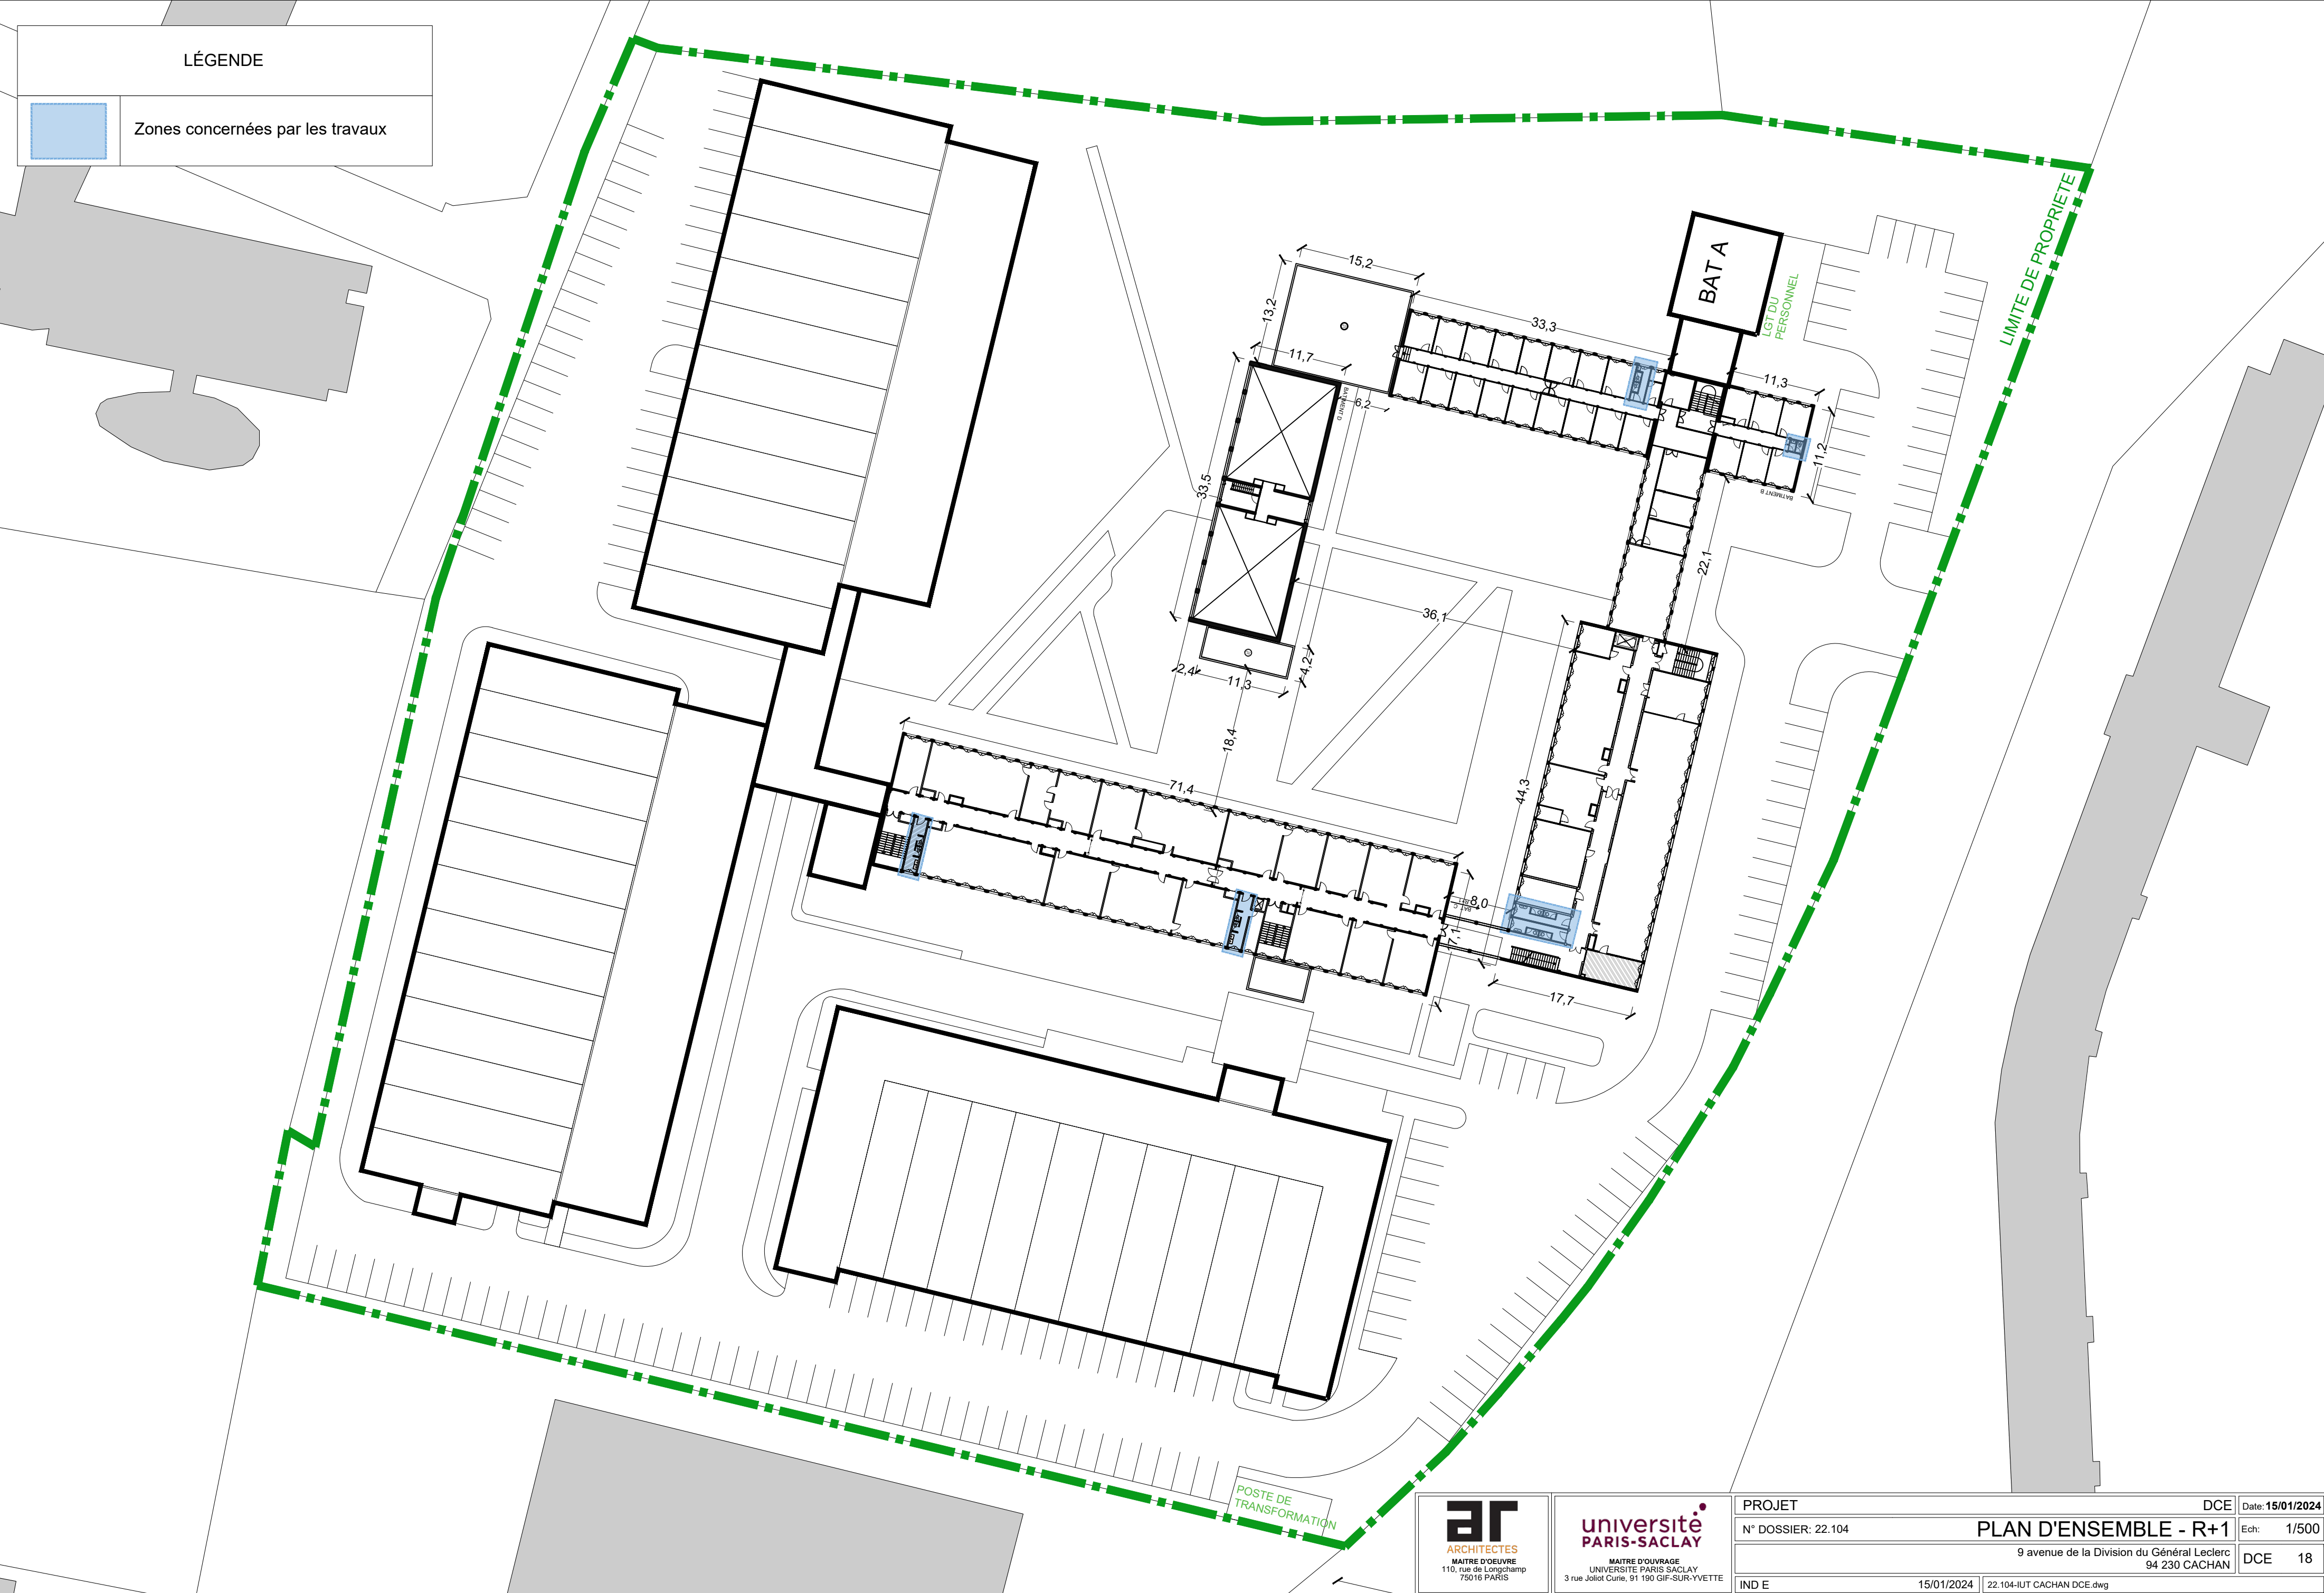 LÉGENDE
Zones concernées par les travaux
LIMITE DE PROPRIETE
BAT A
LGT DU
PERSONNEL
15,2
13,2
33,3
11,7
6,2
BATIMENT D
11,3
11,2
BATIMENT B
33,5
22,1
36,1
2,4
11,3
4,2
18,4
71,4
44,3
8,0
BAT C
17,7
POSTE DE
TRANSFORMATION
ar
ARCHITECTES
MAITRE D'OEUVRE
110, rue de Longchamp
75016 PARIS
université
PARIS-SACLAY
MAITRE D'OUVRAGE
UNIVERSITE PARIS SACLAY
3 rue Joliot Curie, 91 190 GIF-SUR-YVETTE
PROJET DCE Date: 15/01/2024
N° DOSSIER: 22.104 PLAN D'ENSEMBLE - R+1 Ech: 1/500
9 avenue de la Division du Général Leclerc
94 230 CACHAN
DCE 18
IND E 15/01/2024 22.104-IUT CACHAN DCE.dwg